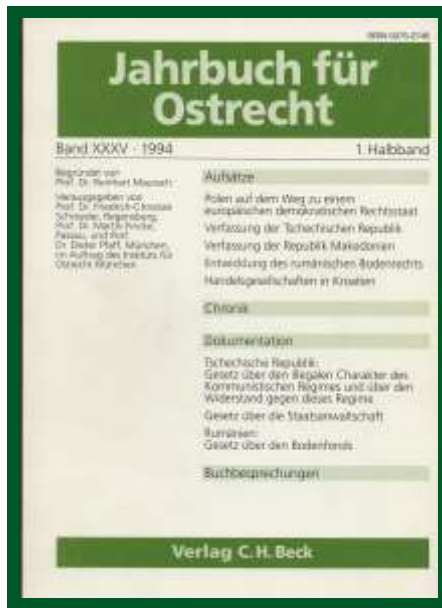 Jahrbuch für
Ostrecht
Band XXXV · 1994
1. Halbband
Begründet von
Prof. Dr. Reinhart Maurach
Herausgegeben von
Prof. Dr. Friedrich-Christian
Schroeder, Regensburg,
Prof. Dr. Martin Fincke,
Passau, und Prof.
Dr. Dieter Pfaff, München,
im Auftrag des Instituts für
Ostrecht München
Aufsätze
Polen auf dem Weg zu einem
europäischen demokratischen Rechtsstaat
Verfassung der Tschechischen Republik
Verfassung der Republik Makedonien
Entwicklung des rumänischen Bodenrechts
Handelsgesellschaften in Kroatien
Chronik
Dokumentation
Tschechische Republik:
Gesetz über den illegalen Charakter des
Kommunistischen Regimes und über den
Widerstand gegen dieses Regime
Gesetz über die Staatsanwaltschaft
Rumänien:
Gesetz über den Bodenfonds
Buchbesprechungen
Verlag C.H.Beck